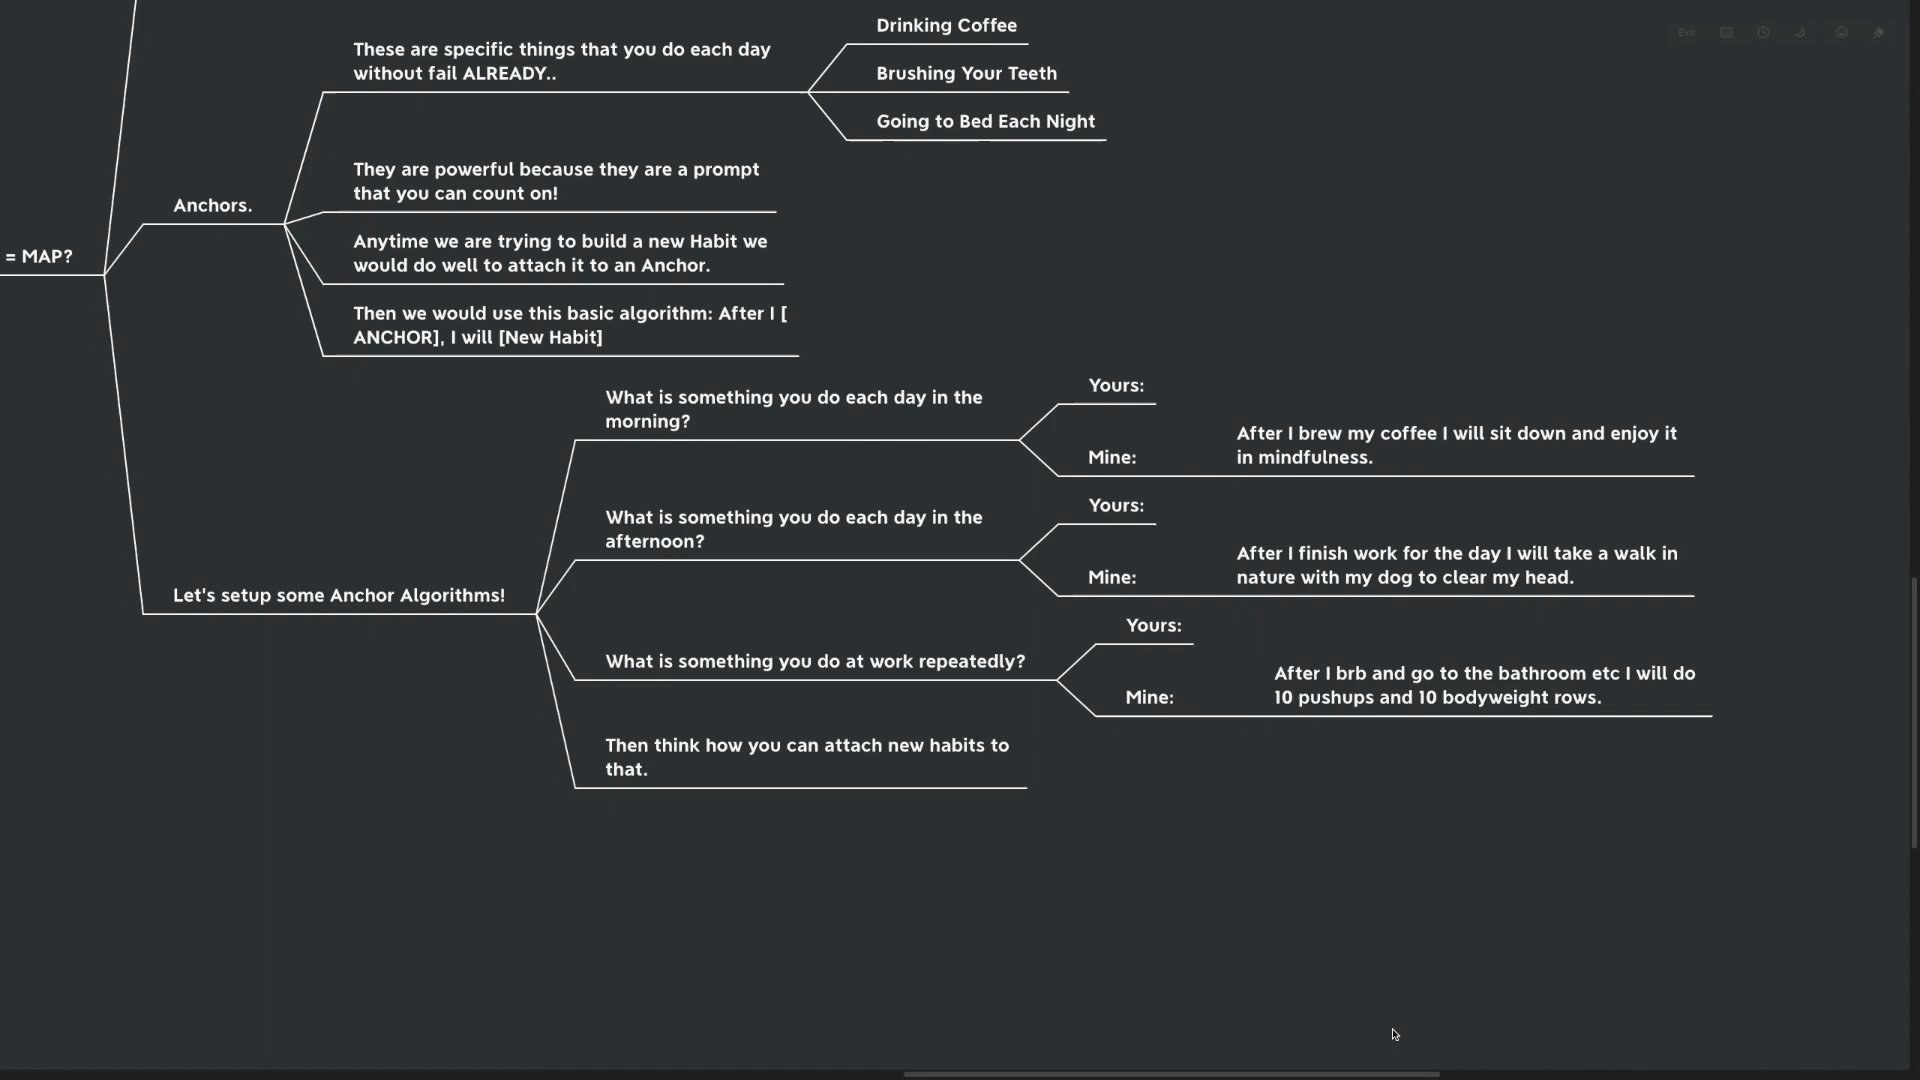 Exit
Drinking Coffee
These are specific things that you do each day
without fail ALREADY..
Brushing Your Teeth
Going to Bed Each Night
They are powerful because they are a prompt
that you can count on!
Anchors.
Anytime we are trying to build a new Habit we
would do well to attach it to an Anchor.
= MAP?
Then we would use this basic algorithm: After I [
ANCHOR], I will [New Habit]
What is something you do each day in the
morning?
Yours:
Mine:
After I brew my coffee I will sit down and enjoy it
in mindfulness.
What is something you do each day in the
afternoon?
Yours:
Mine:
After I finish work for the day I will take a walk in
nature with my dog to clear my head.
Let's setup some Anchor Algorithms!
What is something you do at work repeatedly?
Yours:
Mine:
After I brb and go to the bathroom etc I will do
10 pushups and 10 bodyweight rows.
Then think how you can attach new habits to
that.